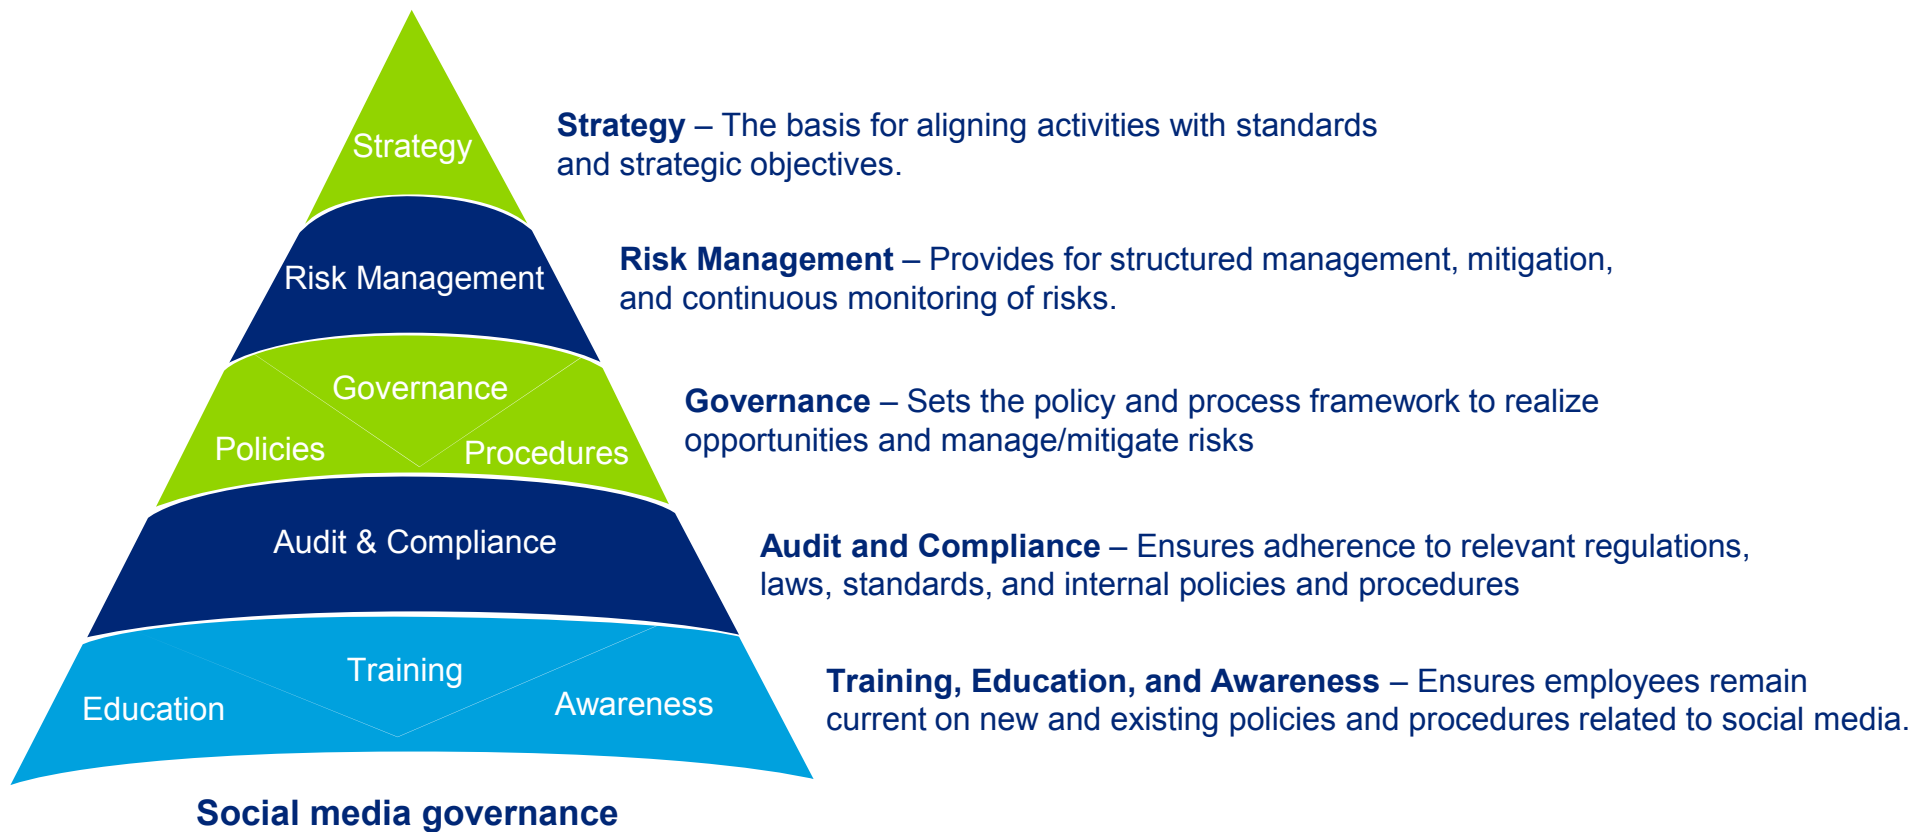 Strategy
Strategy – The basis for aligning activities with standards
and strategic objectives.
Risk Management
Risk Management – Provides for structured management, mitigation,
and continuous monitoring of risks.
Governance
Policies
Procedures
Governance – Sets the policy and process framework to realize
opportunities and manage/mitigate risks
Audit & Compliance
Audit and Compliance – Ensures adherence to relevant regulations,
laws, standards, and internal policies and procedures
Training
Education
Awareness
Training, Education, and Awareness – Ensures employees remain
current on new and existing policies and procedures related to social media.
Social media governance